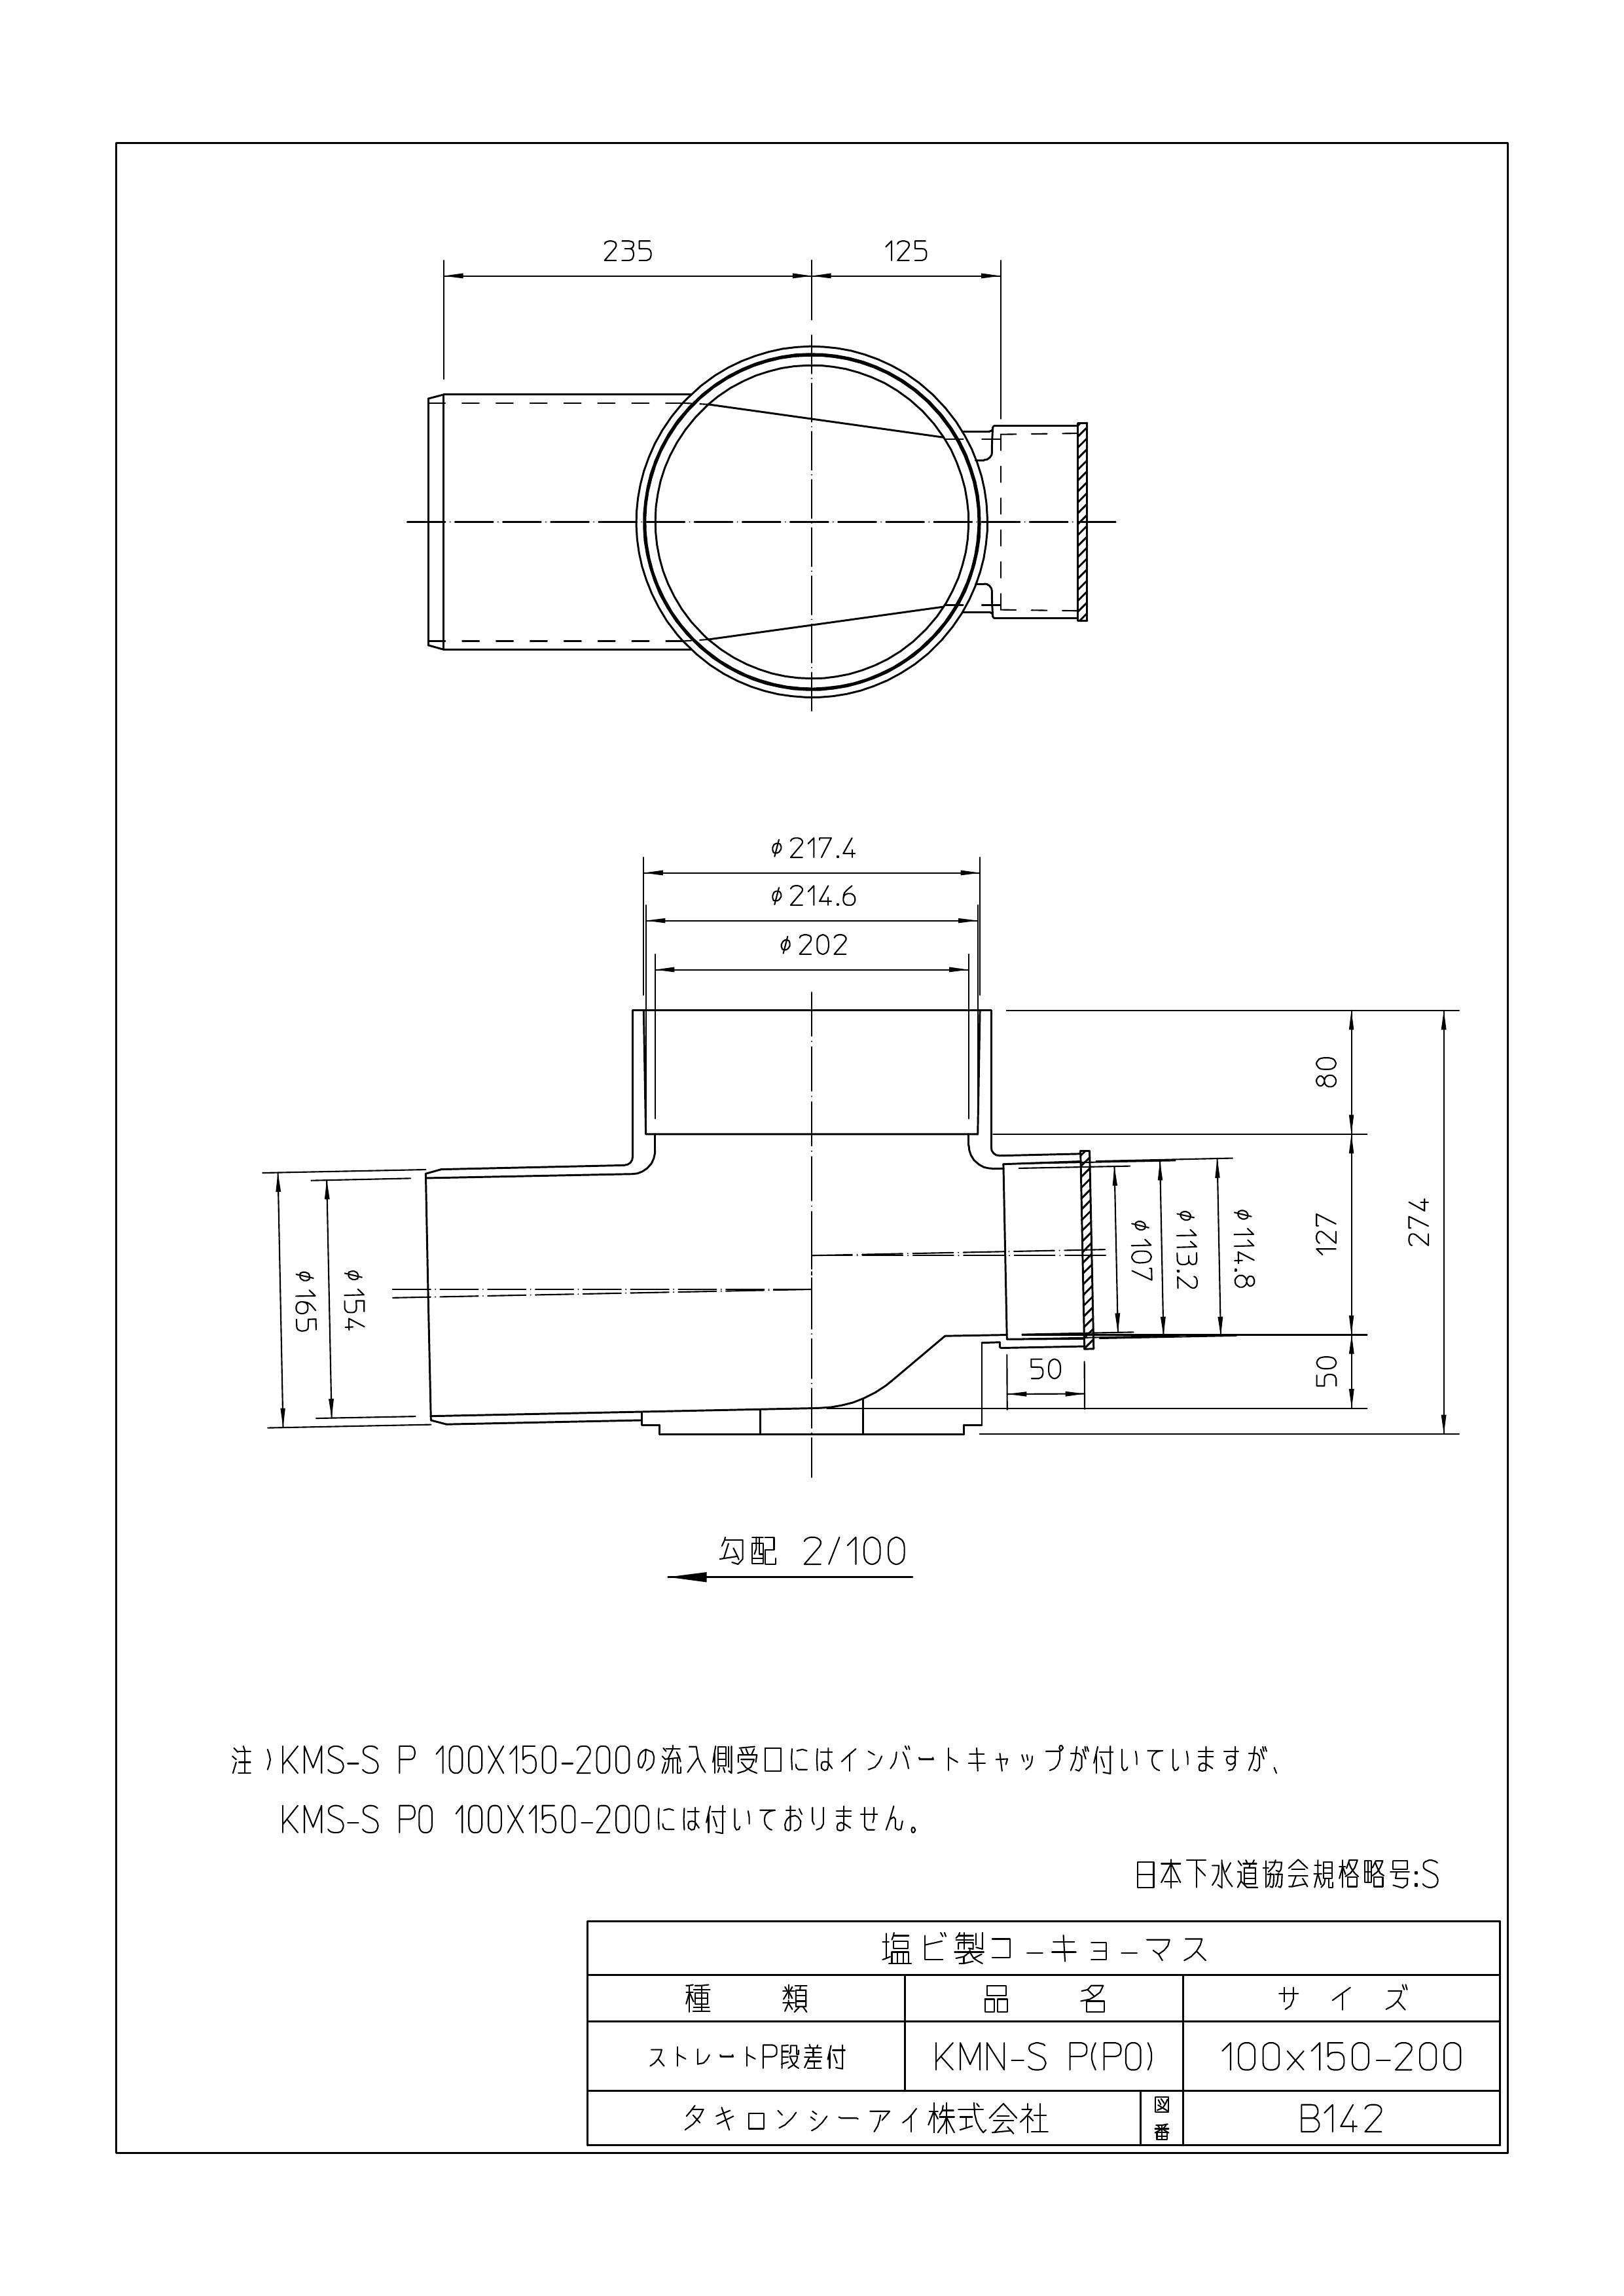 235
125
φ217.4
φ214.6
φ202
80
127
274
50
50
φ107
φ113.2
φ114.8
φ154
φ165
勾配 2/100
注)KMS-S P 100X150-200の流入側受口にはインバートキャップが付いていますが、
KMS-S P0 100X150-200には付いておりません。
日本下水道協会規格略号:S
塩ビ製コーキョーマス
種 類 品 名 サ イ ズ
ストレートP段差付 KMN-S P(P0) 100x150-200
タキロンシーアイ株式会社 図番 B142